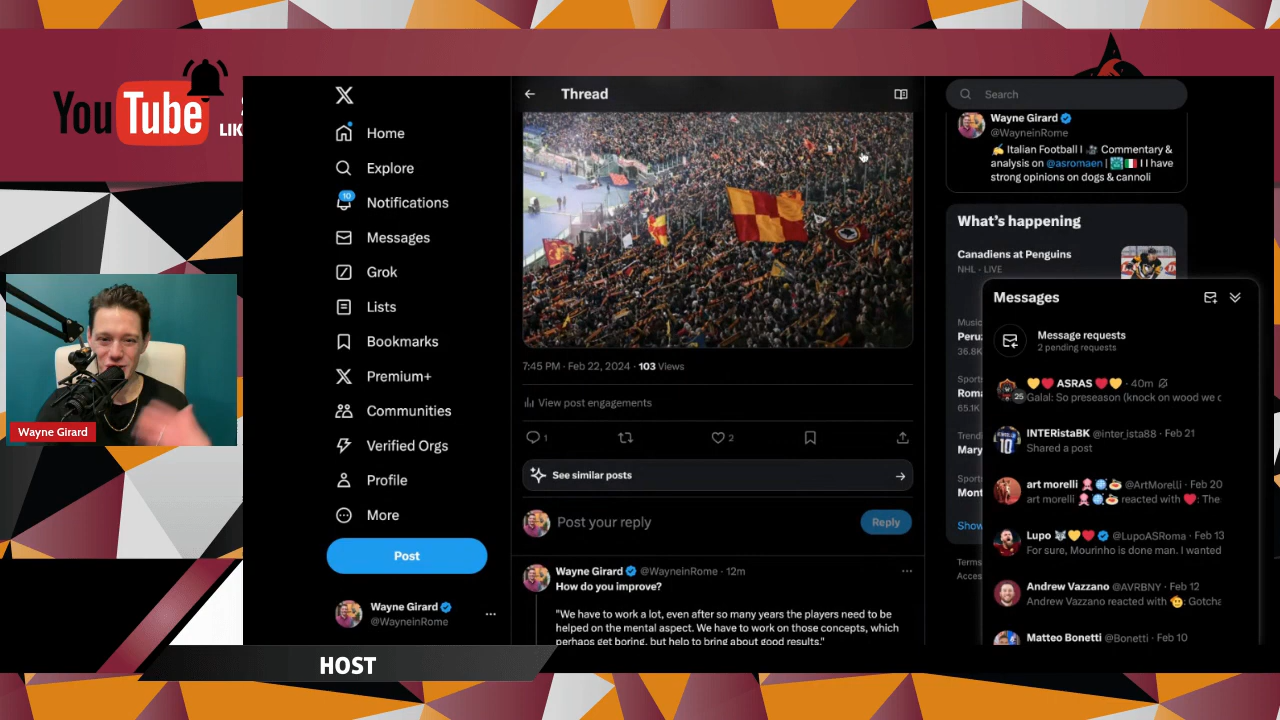 YouTube
LIK
Wayne Girard
HOST
Home
Explore
10
Notifications
Messages
Grok
Lists
Bookmarks
Premium+
Communities
Verified Orgs
Profile
More
Post
Wayne Girard
@WayneinRome
Thread
7:45 PM · Feb 22, 2024 · 103 Views
View post engagements
1
2
See similar posts
Post your reply
Reply
Wayne Girard @WayneinRome · 12m
How do you improve?
"We have to work a lot, even after so many years the players need to be
helped on the mental aspect. We have to work on those concepts, which
perhaps get boring, but help to bring about good results."
Search
Wayne Girard
@WayneinRome
✍️ Italian Football | 🎥 Commentary &
analysis on @asromaen | 🇮🇹 | I have
strong opinions on dogs & cannoli
What's happening
Canadiens at Penguins
NHL · LIVE
Music
Peru
36.8K
Sports
Roma
65.1K
Trendi
Mary
Sports
Mont
Show
Terms
Acces
Messages
Message requests
2 pending requests
25
💛❤️ ASRAS ❤️💛 · 40m
Galal: So preseason (knock on wood we c
INTERistaBK @inter_ista88 · Feb 21
Shared a post
art morelli @ArtMorelli · Feb 20
art morelli reacted with ❤️: The
Lupo 🐺💛❤️ @LupoASRoma · Feb 13
For sure, Mourinho is done man. I wanted
Andrew Vazzano @AVRBNY · Feb 12
Andrew Vazzano reacted with : Gotcha
Matteo Bonetti @Bonetti · Feb 10